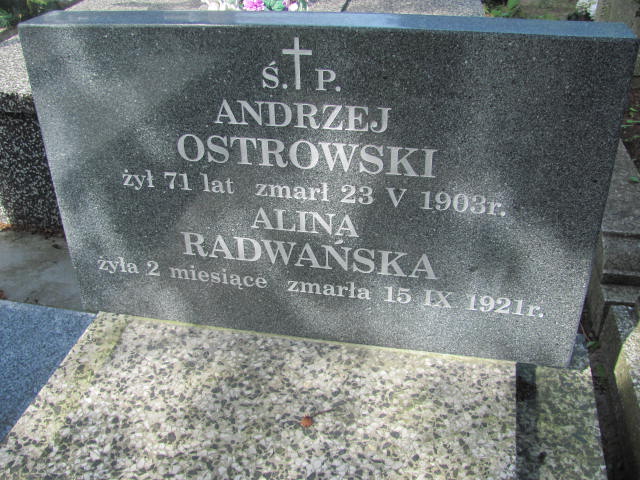 Ś. P.
ANDRZEJ
OSTROWSKI
żył 71 lat zmarł 23 V 1903r.
ALINA
RADWAŃSKA
żyła 2 miesiące zmarła 15 IX 1921r.